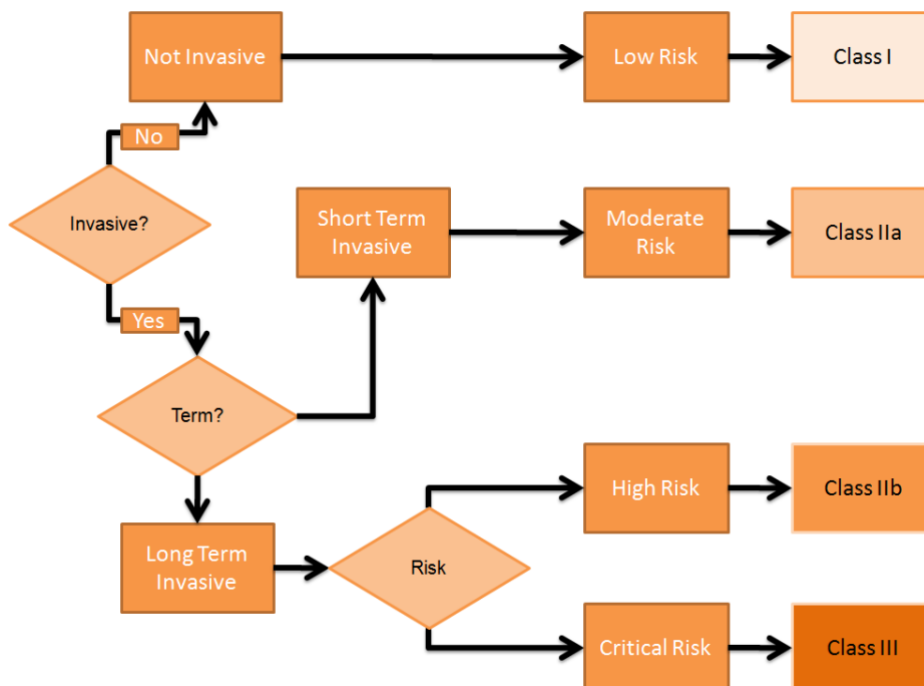 Not Invasive
Low Risk
Class I
No
Invasive?
Short Term
Invasive
Moderate
Risk
Class IIa
Yes
Term?
High Risk
Class IIb
Long Term
Invasive
Risk
Critical Risk
Class III